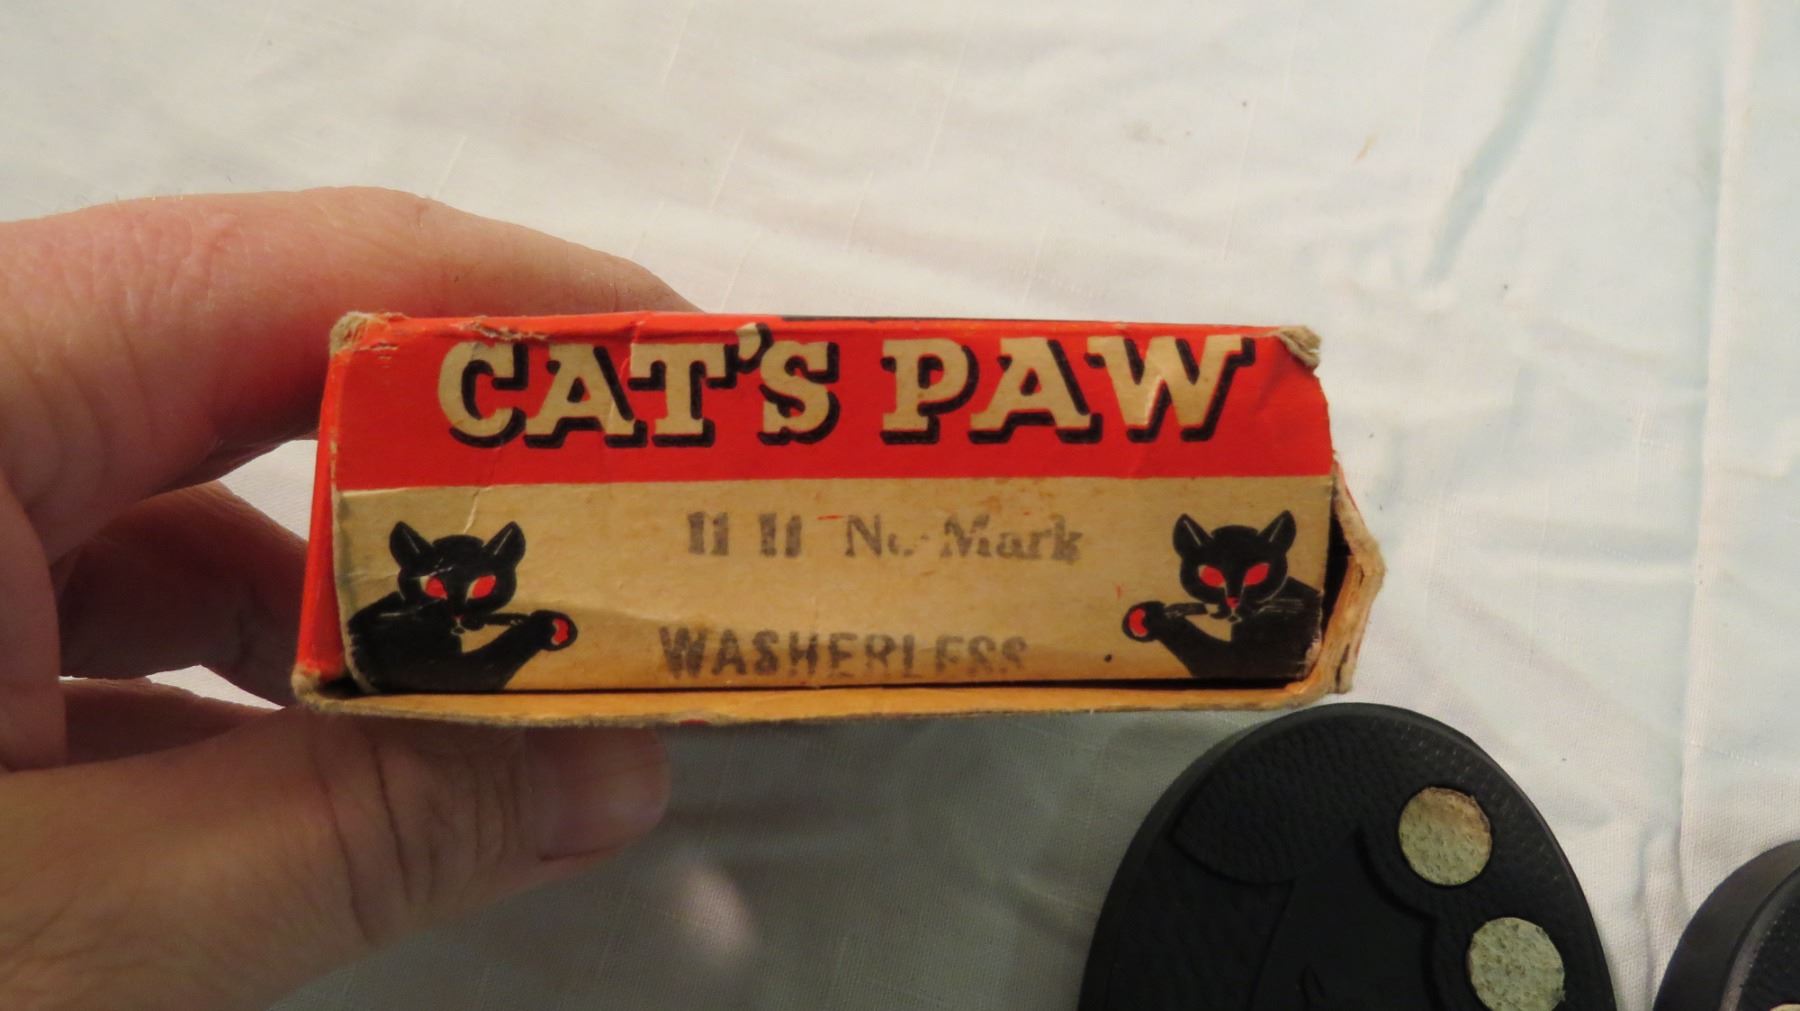 CAT'S PAW
11 11 No-Mark
WASHERLESS